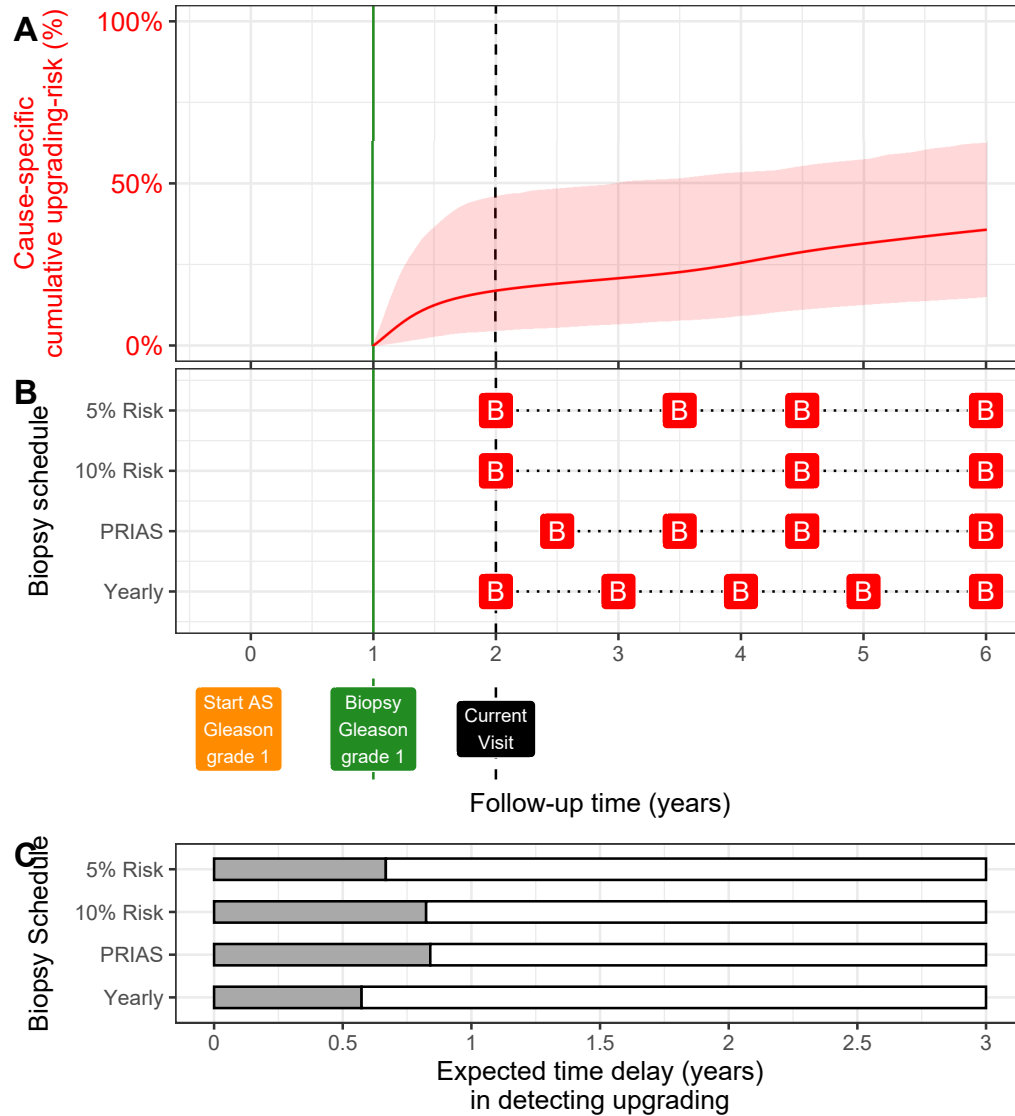 A
Cause-specific
cumulative upgrading-risk (%)
100%
50%
0%
B
Biopsy schedule
5% Risk B B B B
10% Risk B B B
PRIAS B B B B
Yearly B B B B B
0 1 2 3 4 5 6
Start AS
Gleason
grade 1
Biopsy
Gleason
grade 1
Current
Visit
Follow-up time (years)
C
Biopsy Schedule
5% Risk
10% Risk
PRIAS
Yearly
0 0.5 1 1.5 2 2.5 3
Expected time delay (years)
in detecting upgrading